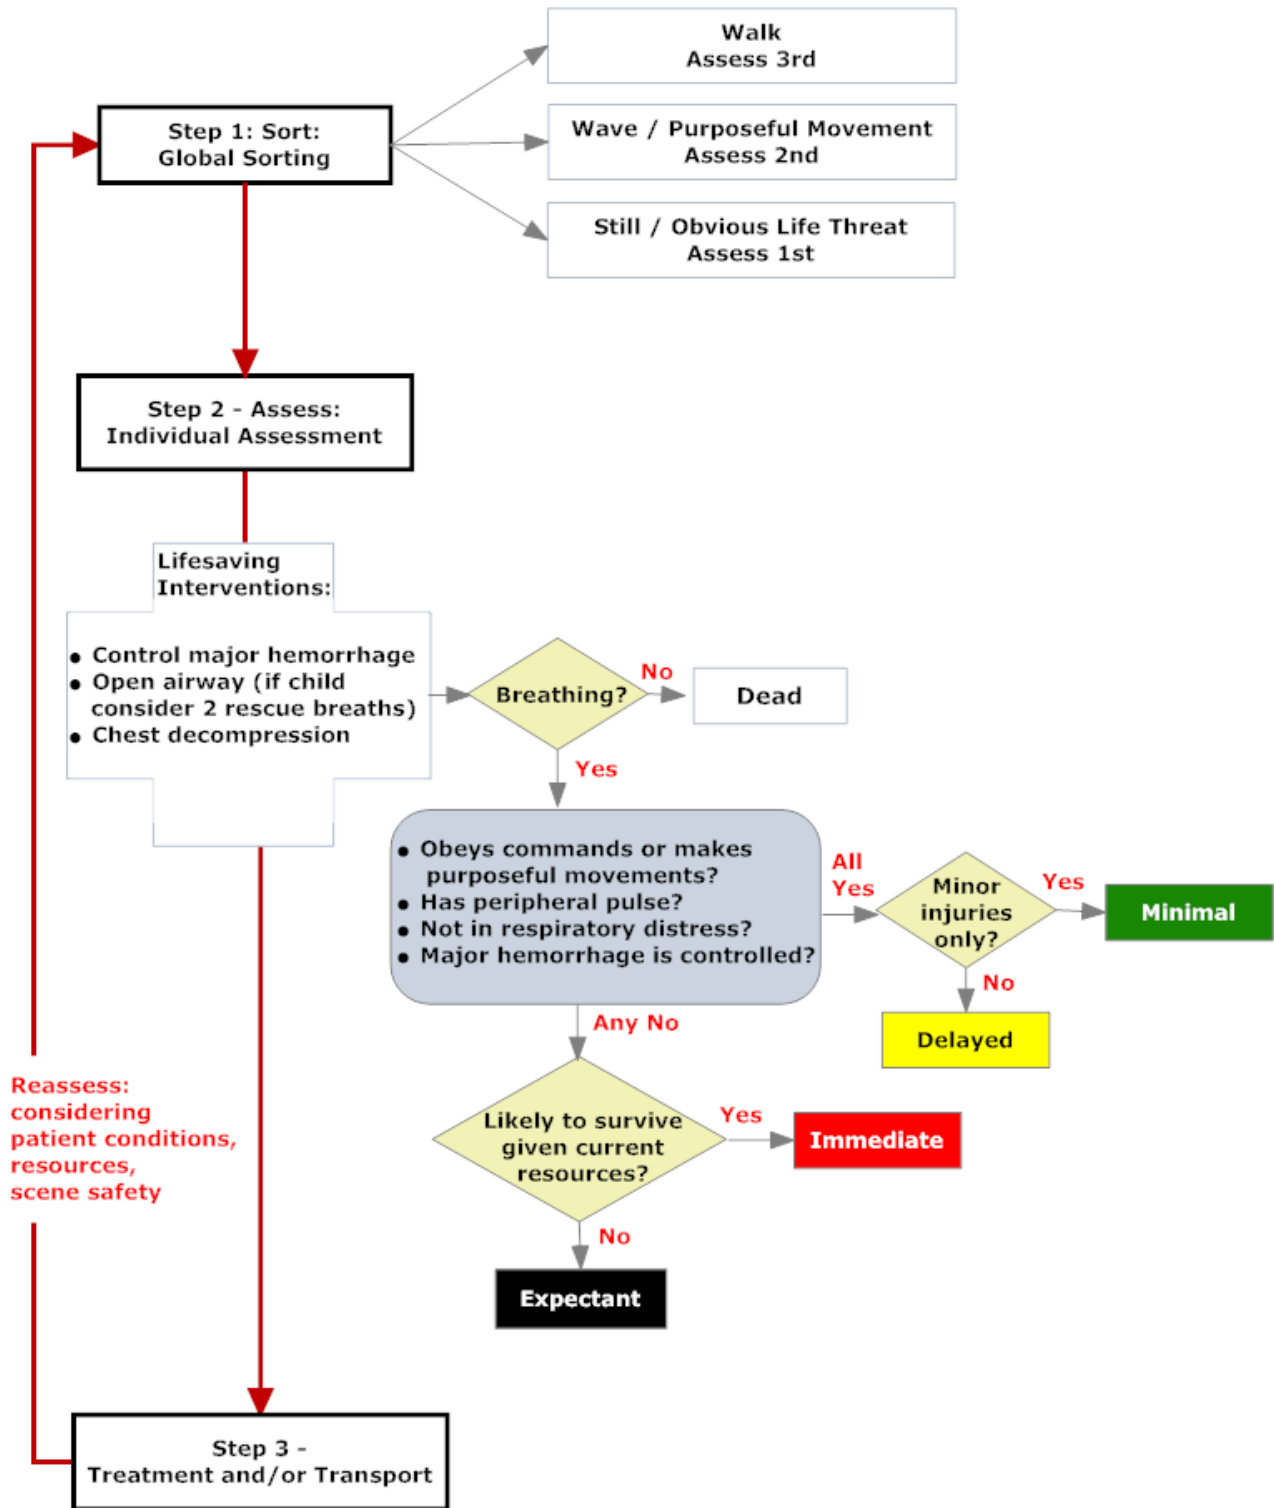 Walk
Assess 3rd
Step 1: Sort:
Global Sorting
Wave / Purposeful Movement
Assess 2nd
Still / Obvious Life Threat
Assess 1st
Step 2 - Assess:
Individual Assessment
Lifesaving
Interventions:
● Control major hemorrhage
● Open airway (if child
consider 2 rescue breaths)
● Chest decompression
Breathing?
No
Dead
Yes
● Obeys commands or makes
purposeful movements?
● Has peripheral pulse?
● Not in respiratory distress?
● Major hemorrhage is controlled?
All
Yes
Minor
injuries
only?
Yes
Minimal
No
Delayed
Any No
Likely to survive
given current
resources?
Yes
Immediate
No
Expectant
Reassess:
considering
patient conditions,
resources,
scene safety
Step 3 -
Treatment and/or Transport